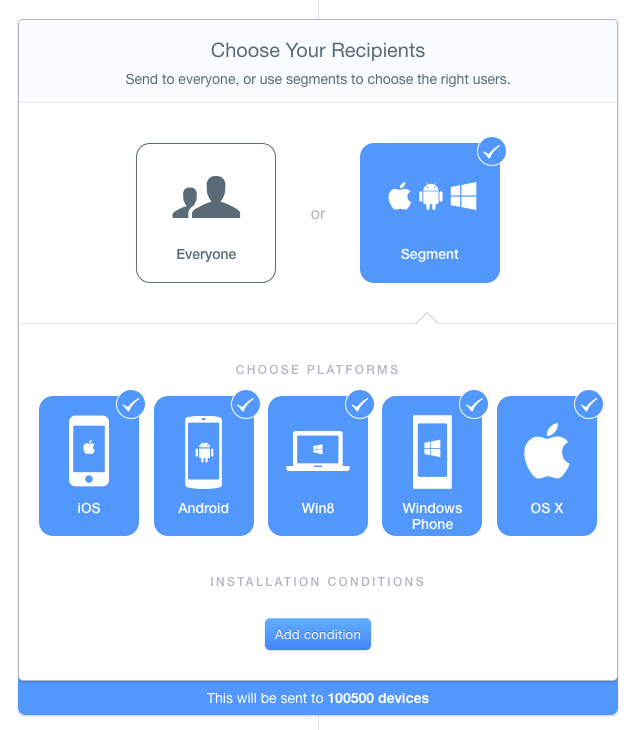 Choose Your Recipients
Send to everyone, or use segments to choose the right users.
Everyone
or
Segment
CHOOSE PLATFORMS
iOS
Android
Win8
Windows
Phone
OS X
INSTALLATION CONDITIONS
Add condition
This will be sent to 100500 devices